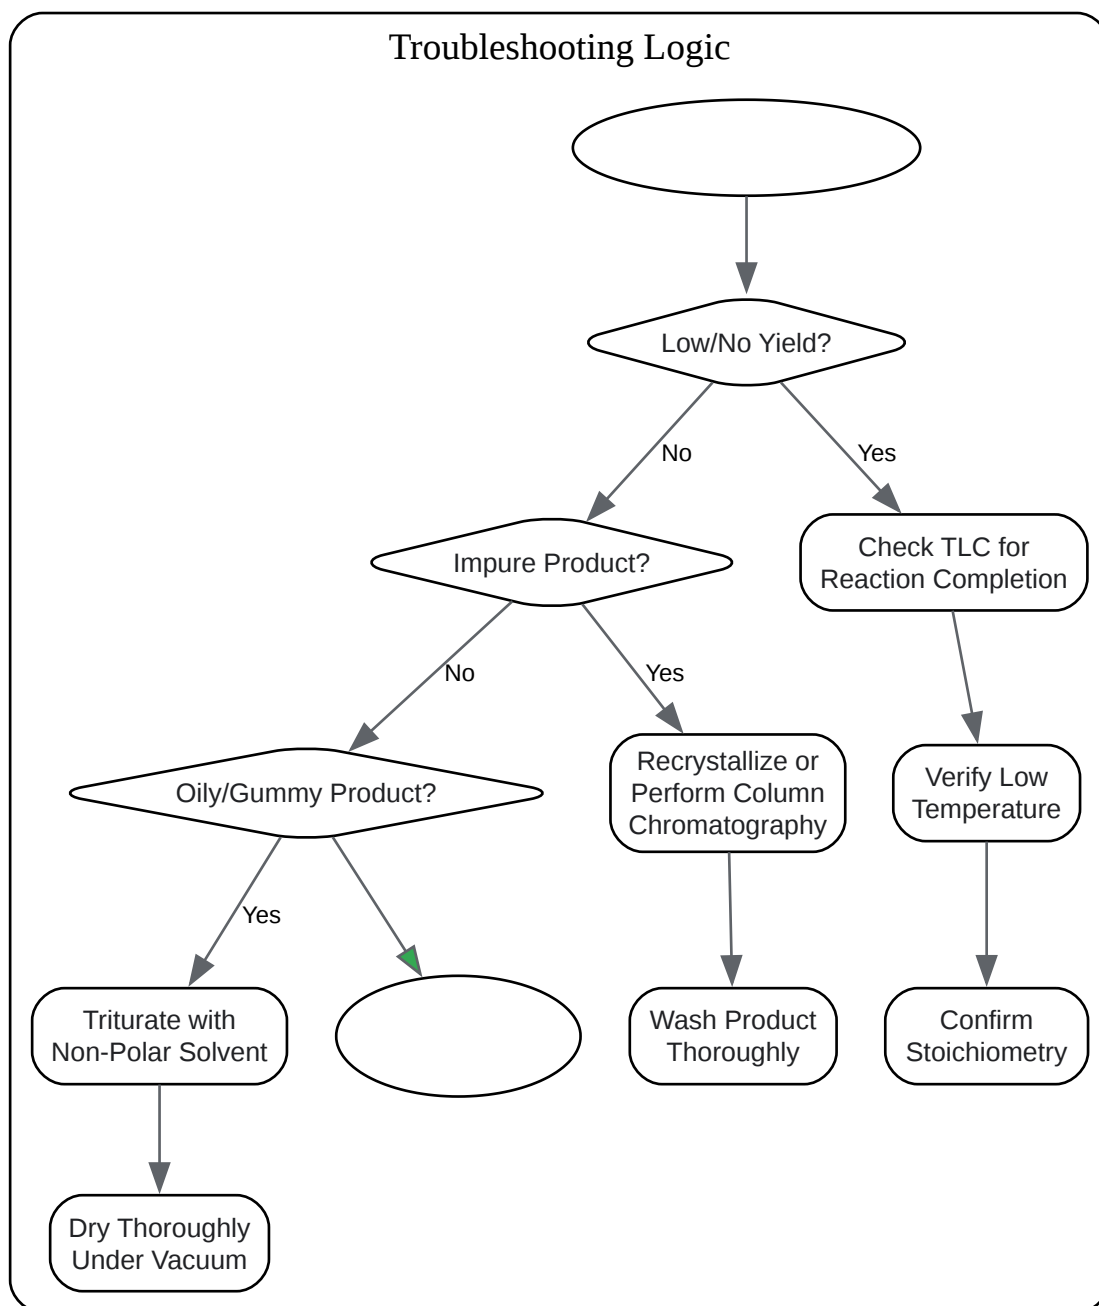 Troubleshooting Logic
Low/No Yield?
No
Yes
Impure Product?
Check TLC for
Reaction Completion
No
Yes
Oily/Gummy Product?
Recrystallize or
Perform Column
Chromatography
Verify Low
Temperature
Yes
Triturate with
Non-Polar Solvent
Wash Product
Thoroughly
Confirm
Stoichiometry
Dry Thoroughly
Under Vacuum